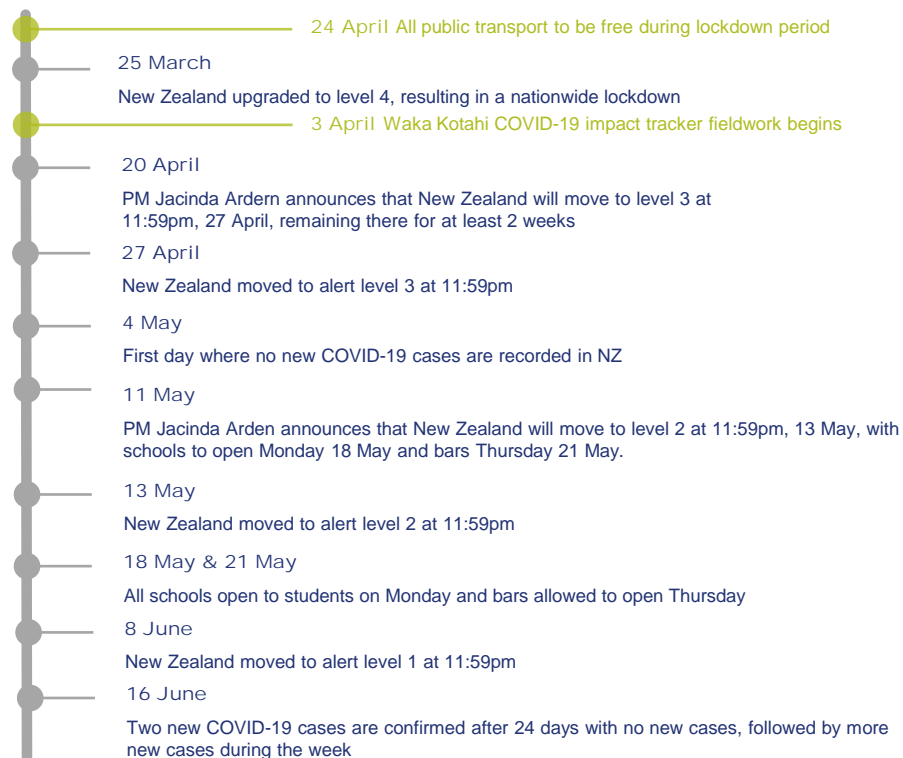 24 April All public transport to be free during lockdown period
25 March
New Zealand upgraded to level 4, resulting in a nationwide lockdown
3 April Waka Kotahi COVID-19 impact tracker fieldwork begins
20 April
PM Jacinda Ardern announces that New Zealand will move to level 3 at
11:59pm, 27 April, remaining there for at least 2 weeks
27 April
New Zealand moved to alert level 3 at 11:59pm
4 May
First day where no new COVID-19 cases are recorded in NZ
11 May
PM Jacinda Arden announces that New Zealand will move to level 2 at 11:59pm, 13 May, with
schools to open Monday 18 May and bars Thursday 21 May.
13 May
New Zealand moved to alert level 2 at 11:59pm
18 May & 21 May
All schools open to students on Monday and bars allowed to open Thursday
8 June
New Zealand moved to alert level 1 at 11:59pm
16 June
Two new COVID-19 cases are confirmed after 24 days with no new cases, followed by more
new cases during the week